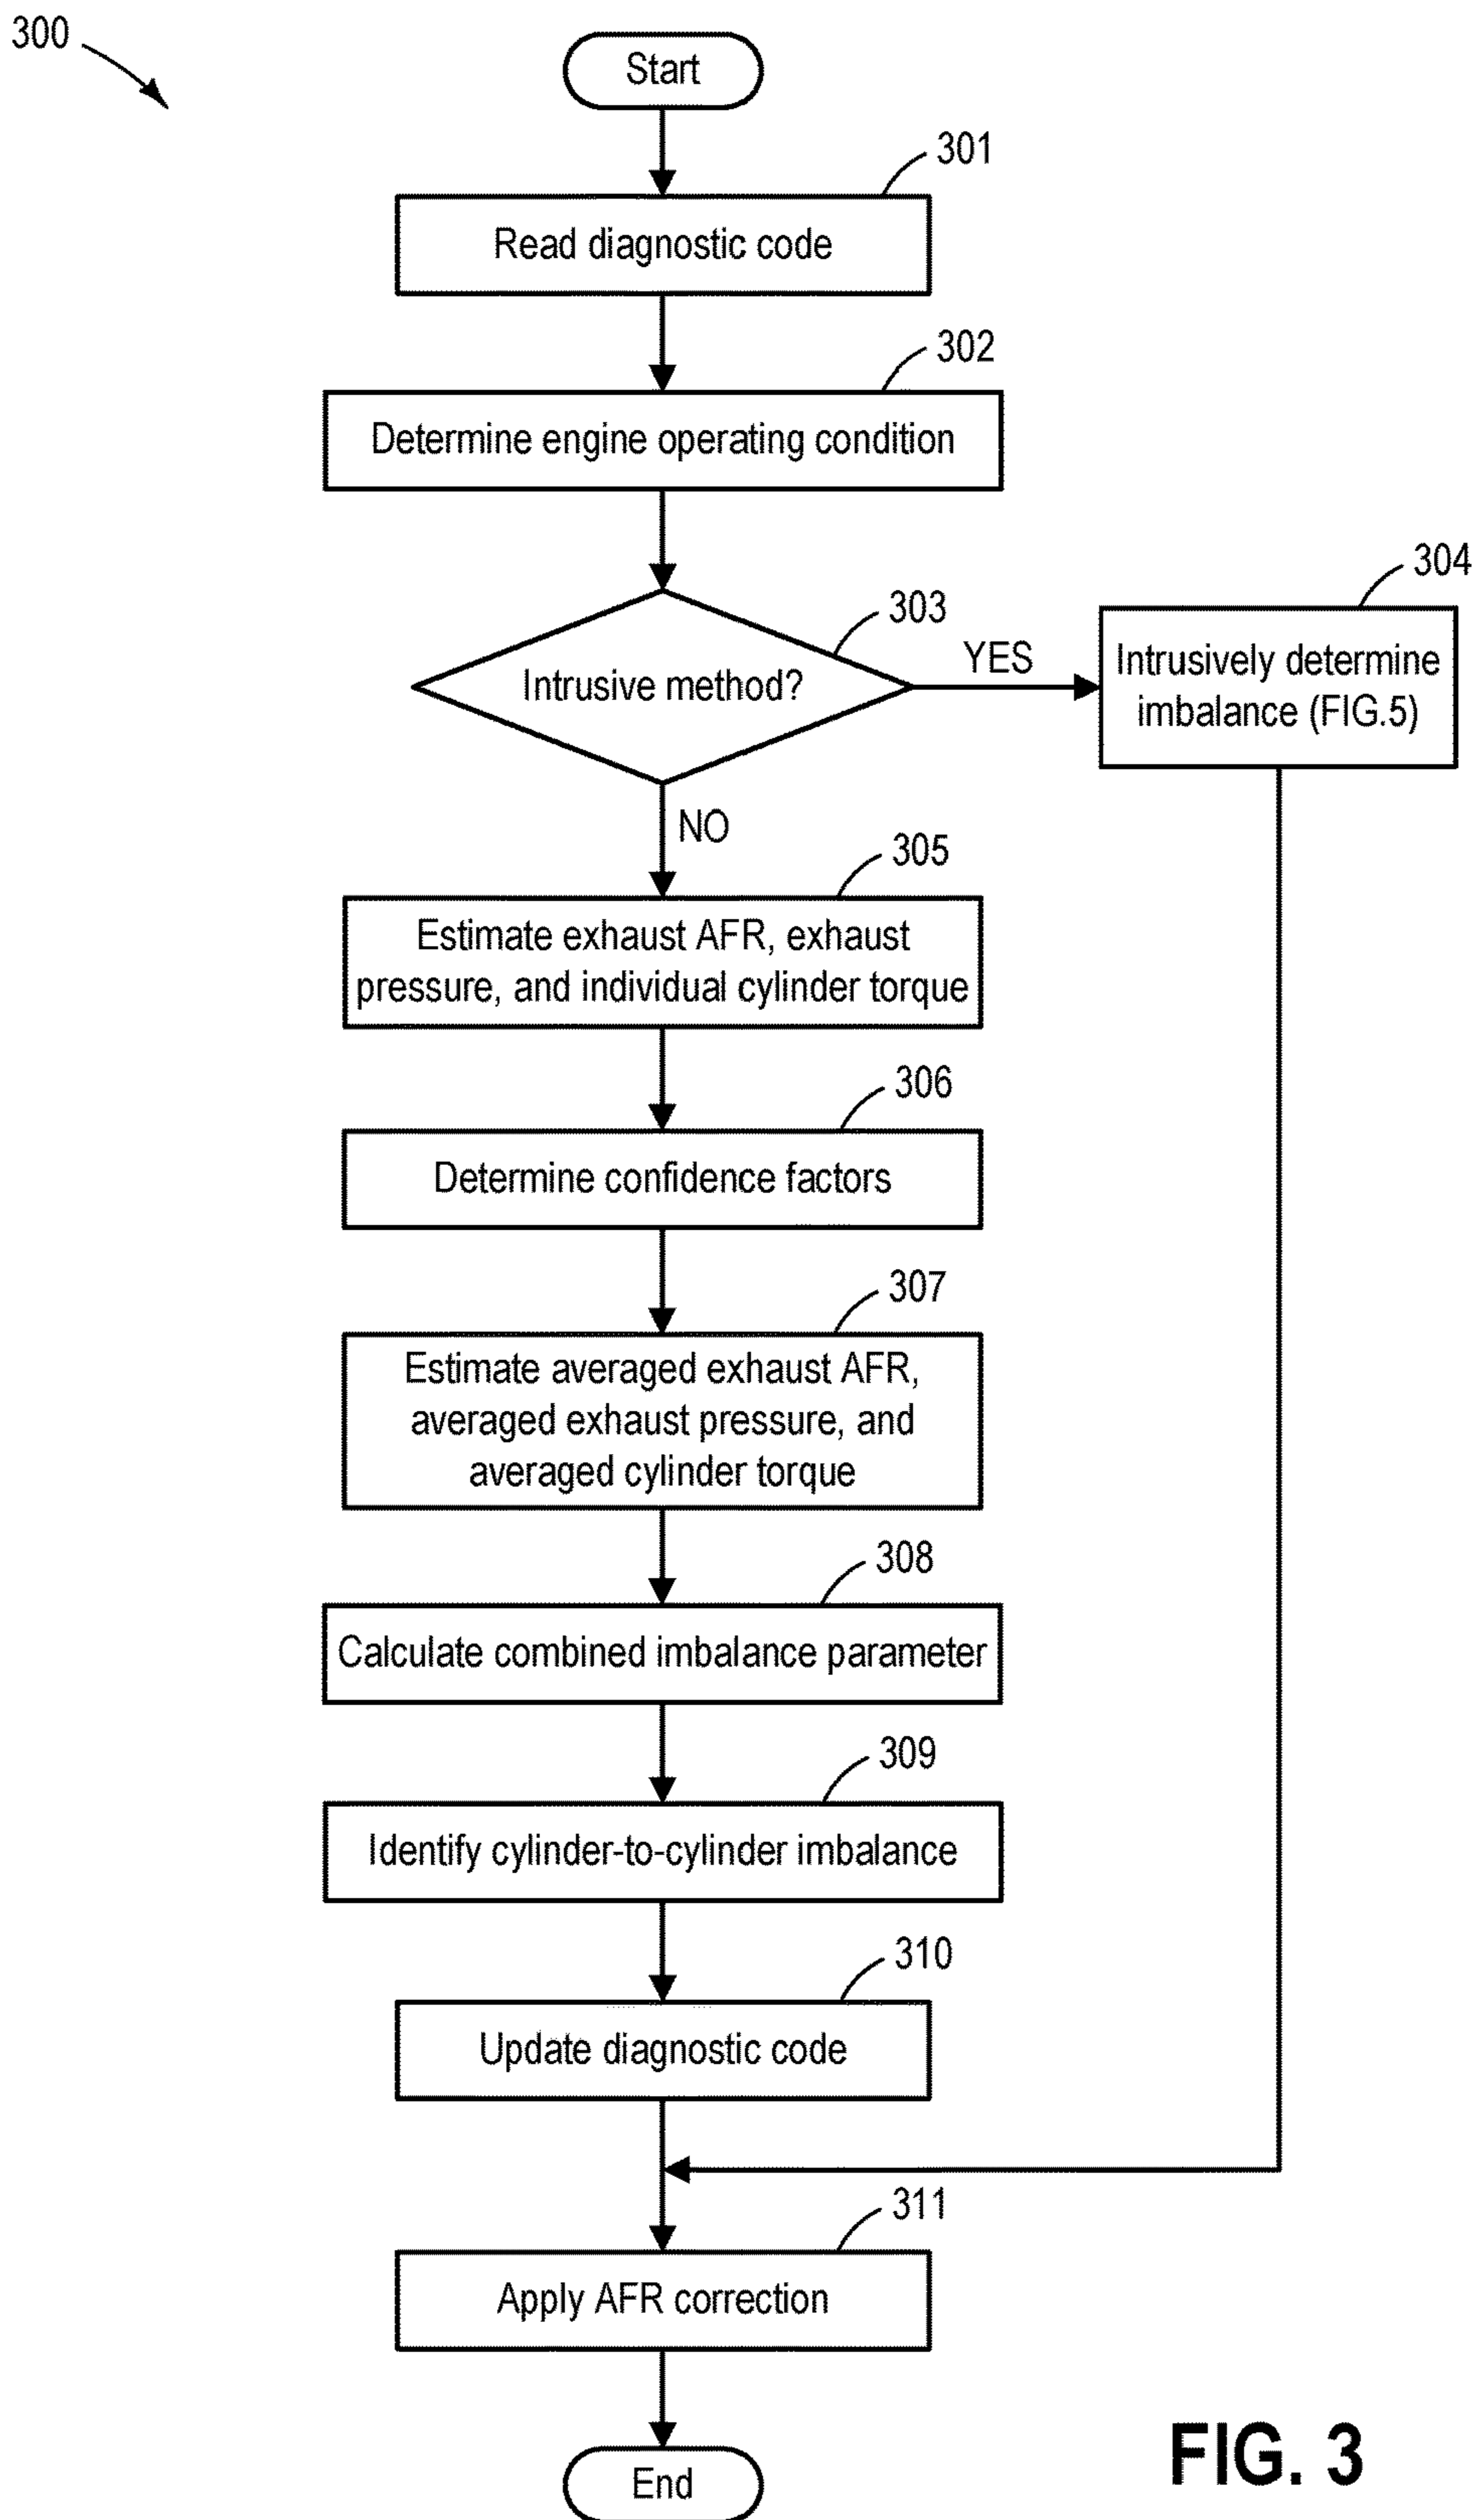 300
Start
301
Read diagnostic code
302
Determine engine operating condition
303
Intrusive method?
YES
304
Intrusively determine
imbalance (FIG.5)
NO
305
Estimate exhaust AFR, exhaust
pressure, and individual cylinder torque
306
Determine confidence factors
307
Estimate averaged exhaust AFR,
averaged exhaust pressure, and
averaged cylinder torque
308
Calculate combined imbalance parameter
309
Identify cylinder-to-cylinder imbalance
310
Update diagnostic code
311
Apply AFR correction
End
FIG. 3